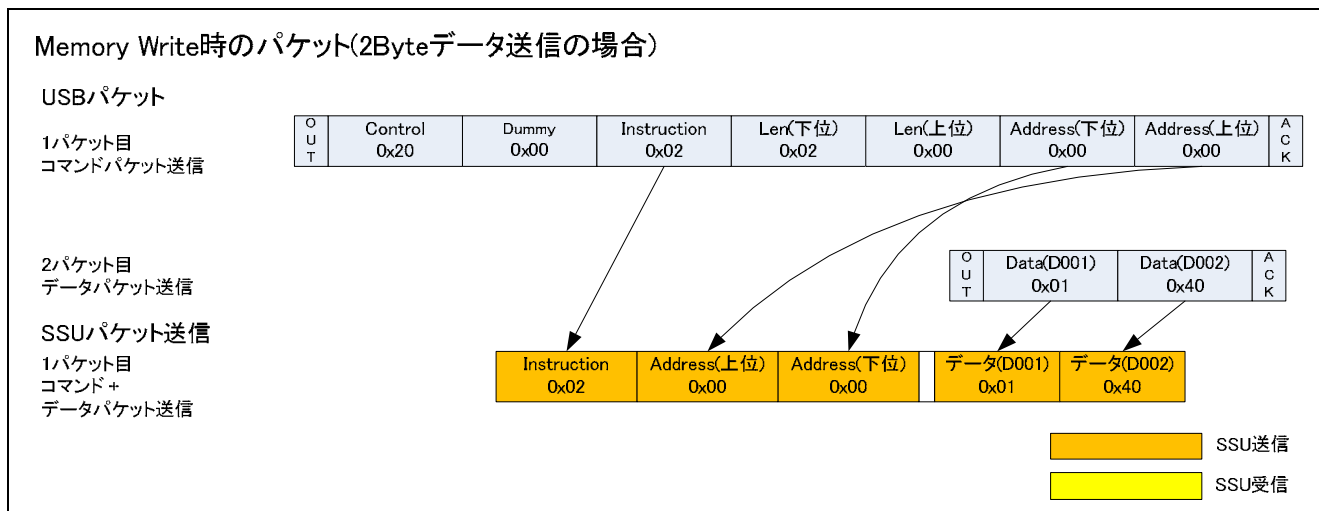 Memory Write時のパケット(2Byteデータ送信の場合)
USBパケット
1パケット目
コマンドパケット送信
OUT
Control
0x20
Dummy
0x00
Instruction
0x02
Len(下位)
0x02
Len(上位)
0x00
Address(下位)
0x00
Address(上位)
0x00
ACK
2パケット目
データパケット送信
OUT
Data(D001)
0x01
Data(D002)
0x40
ACK
SSUパケット送信
1パケット目
コマンド+
データパケット送信
Instruction
0x02
Address(上位)
0x00
Address(下位)
0x00
データ(D001)
0x01
データ(D002)
0x40
SSU送信
SSU受信